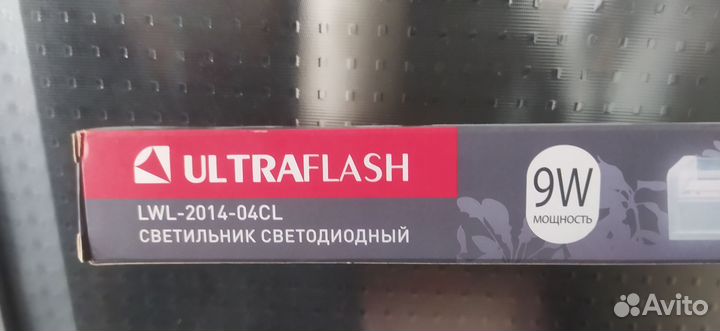 ULTRAFLASH
LWL-2014-04CL
СВЕТИЛЬНИК СВЕТОДИОДНЫЙ
9W
МОЩНОСТЬ
Avito